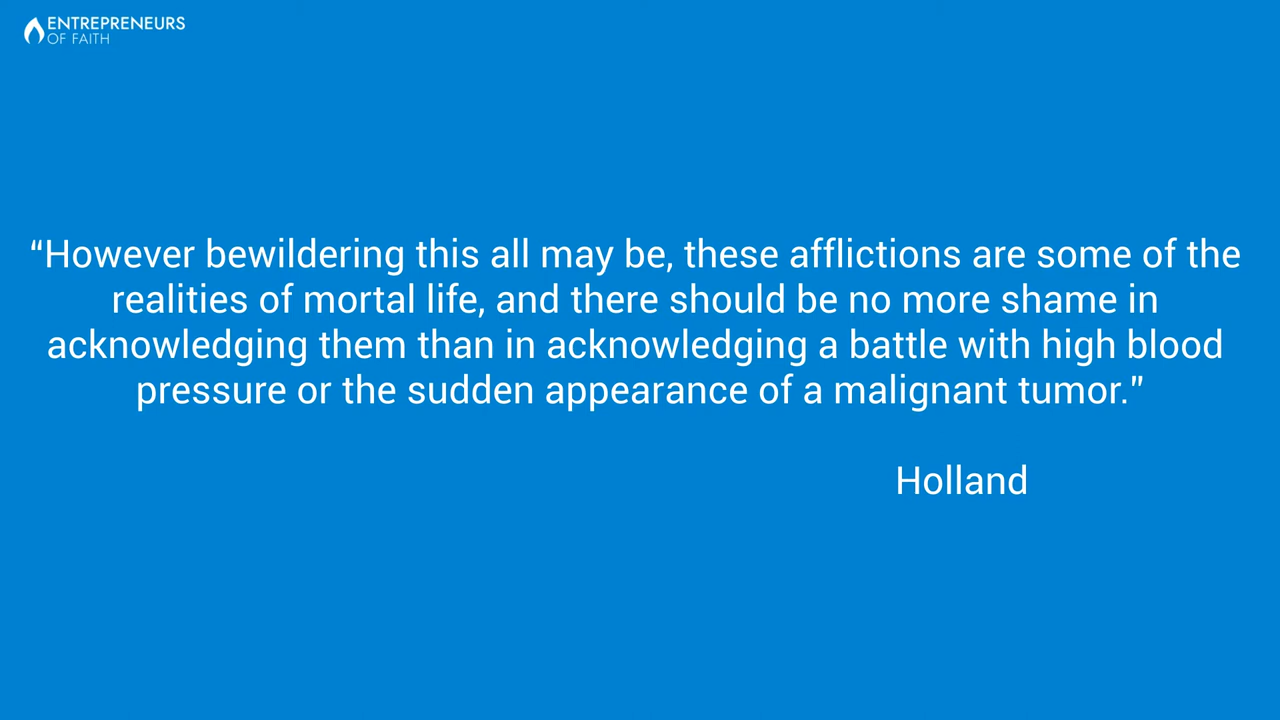 ENTREPRENEURS
OF FAITH
“However bewildering this all may be, these afflictions are some of the
realities of mortal life, and there should be no more shame in
acknowledging them than in acknowledging a battle with high blood
pressure or the sudden appearance of a malignant tumor.”
Holland